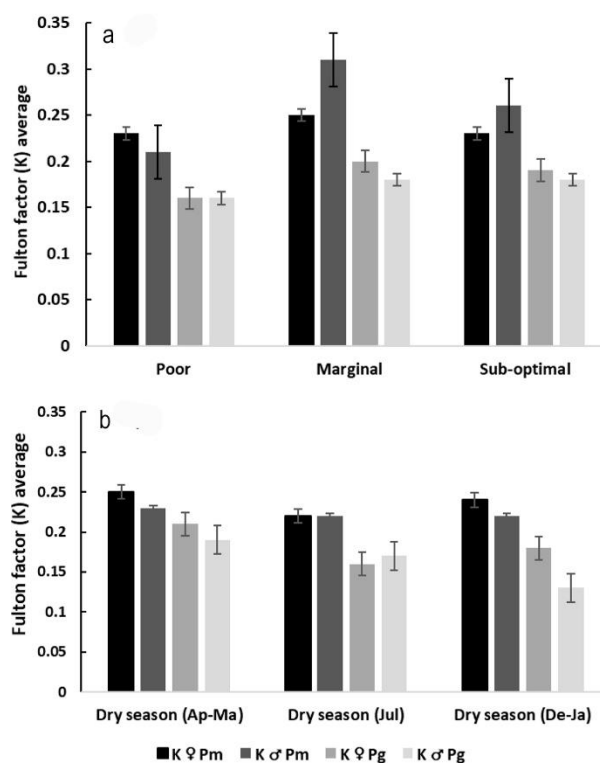 a
Fulton factor (K) average
0.35
0.3
0.25
0.2
0.15
0.1
0.05
0
Poor Marginal Sub-optimal
b
Fulton factor (K) average
0.35
0.3
0.25
0.2
0.15
0.1
0.05
0
Dry season (Ap-Ma) Dry season (Jul) Dry season (De-Ja)
K ♀ Pm K ♂ Pm K ♀ Pg K ♂ Pg